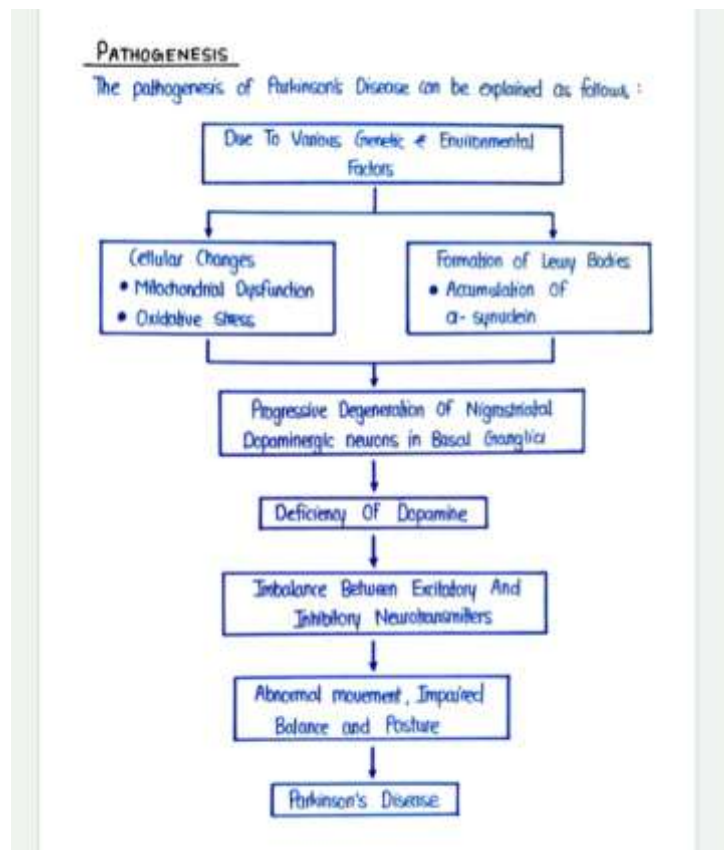 PATHOGENESIS
The pathogenesis of Parkinson's Disease can be explained as follows :
Due To Various Genetic & Environmental
Factors
Cellular Changes
• Mitochondrial Dysfunction
• Oxidative Stress
Formation of Lewy Bodies
• Accumulation Of
α- synuclein
Progressive Degeneration Of Nigrostriatal
Dopaminergic neurons in Basal Ganglia
Deficiency Of Dopamine
Imbalance Between Excitatory And
Inhibitory Neurotransmitters
Abnormal movement, Impaired
Balance and Posture
Parkinson's Disease